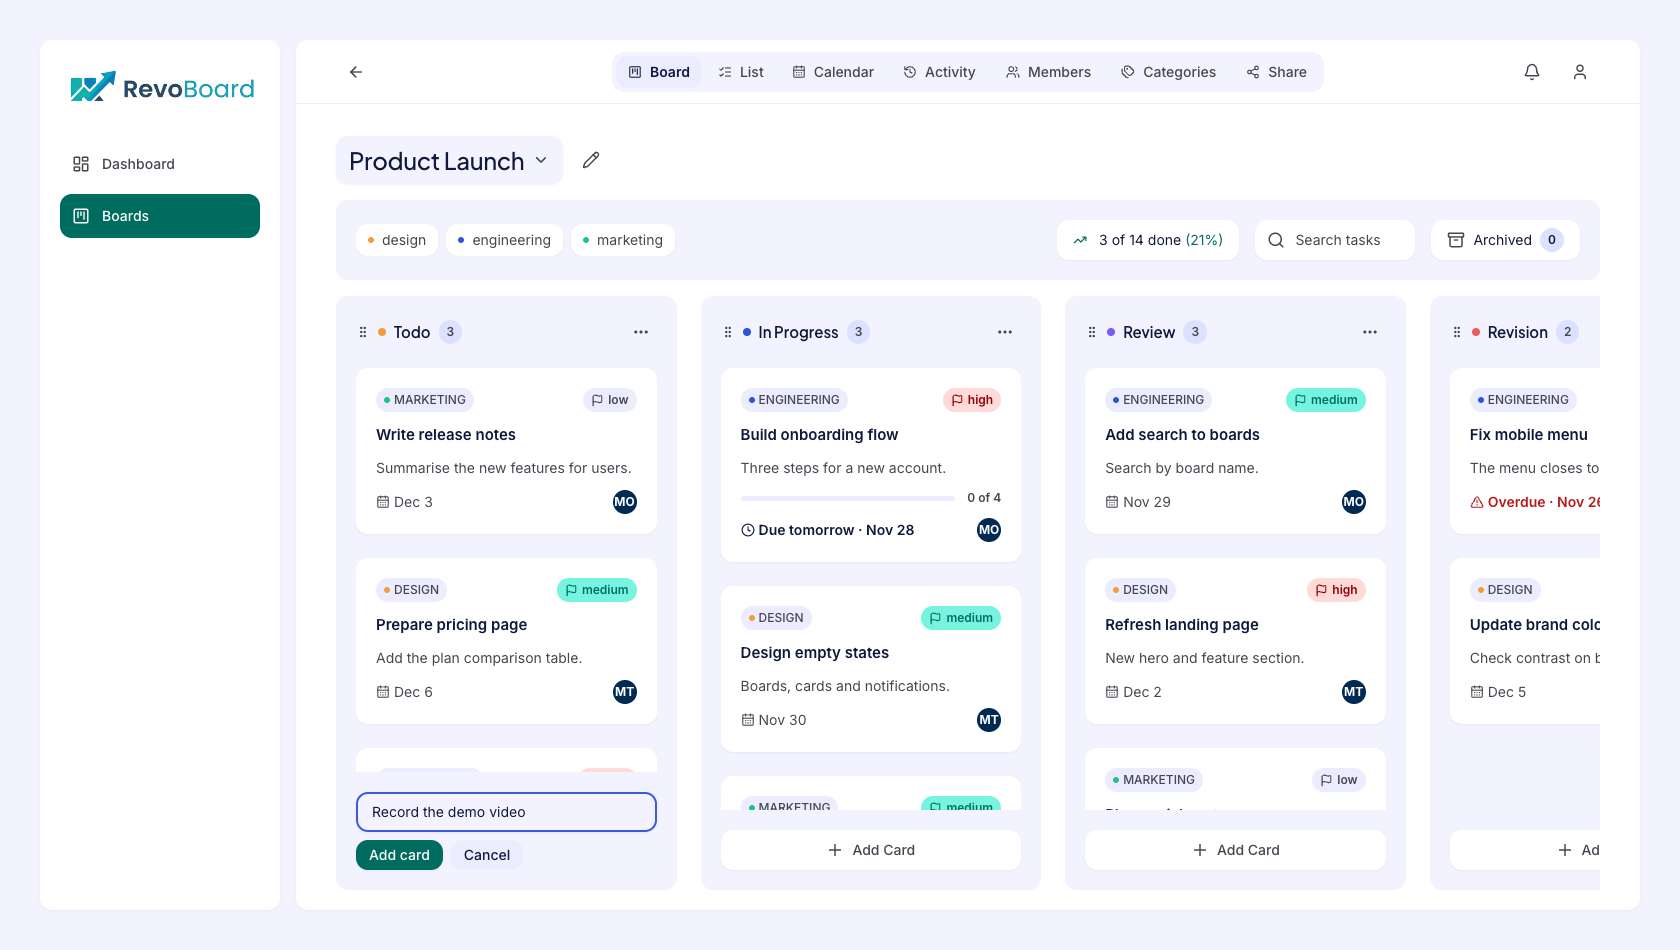 RevoBoard
Dashboard
Boards
Board
List
Calendar
Activity
Members
Categories
Share
Product Launch
design
engineering
marketing
3 of 14 done (21%)
Search tasks
Archived 0
Todo 3
MARKETING
low
Write release notes
Summarise the new features for users.
Dec 3
MO
DESIGN
medium
Prepare pricing page
Add the plan comparison table.
Dec 6
MT
Record the demo video
Add card
Cancel
In Progress 3
ENGINEERING
high
Build onboarding flow
Three steps for a new account.
0 of 4
Due tomorrow · Nov 28
MO
DESIGN
medium
Design empty states
Boards, cards and notifications.
Nov 30
MT
MARKETING
medium
Add Card
Review 3
ENGINEERING
medium
Add search to boards
Search by board name.
Nov 29
MO
DESIGN
high
Refresh landing page
New hero and feature section.
Dec 2
MT
MARKETING
low
Add Card
Revision 2
ENGINEERING
Fix mobile menu
The menu closes to
Overdue · Nov 26
DESIGN
Update brand
Check contrast on
Dec 5
Ad